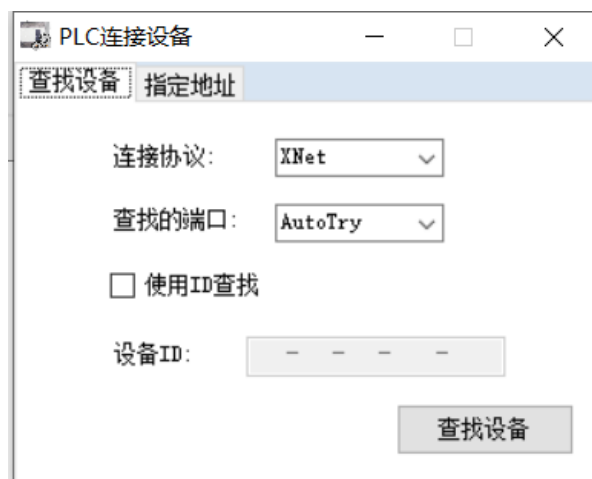 PLC连接设备
查找设备 指定地址
连接协议: XNet
查找的端口: AutoTry
使用ID查找
设备ID: - - - -
查找设备